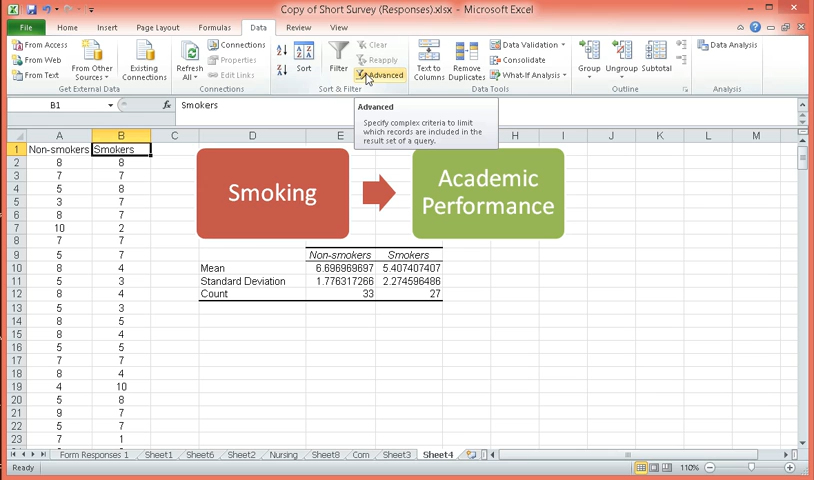 Copy of Short Survey (Responses).xlsx - Microsoft Excel
File Home Insert Page Layout Formulas Data Review View
From Access
From Web
From Text
From Other Sources
Existing Connections
Get External Data
Refresh All
Connections
Properties
Edit Links
Connections
Sort
Filter
Clear
Reapply
Advanced
Sort & Filter
Text to Columns
Remove Duplicates
Data Validation
Consolidate
What-If Analysis
Data Tools
Group
Ungroup
Subtotal
Outline
Data Analysis
Analysis
B1 fx Smokers
Advanced
Specify complex criteria to limit
which records are included in the
result set of a query.
A B C D E H I J K L M
1 Non-smokers Smokers
2 8 8
3 7 7
4 5 8
5 3 7
6 8 7
7 10 2
8 7 7
9 5 7
10 8 4
11 5 3
12 8 4
13 5 3
14 8 5
15 8 4
16 5 5
17 7 7
18 8 4
19 4 10
20 5 8
21 9 7
22 5 7
23 7 1
Smoking
Academic
Performance
Non-smokers Smokers
Mean 6.696969697 5.407407407
Standard Deviation 1.776317266 2.274596486
Count 33 27
Form Responses 1 Sheet1 Sheet6 Sheet2 Nursing Sheet8 Com Sheet3 Sheet4
Ready 110%